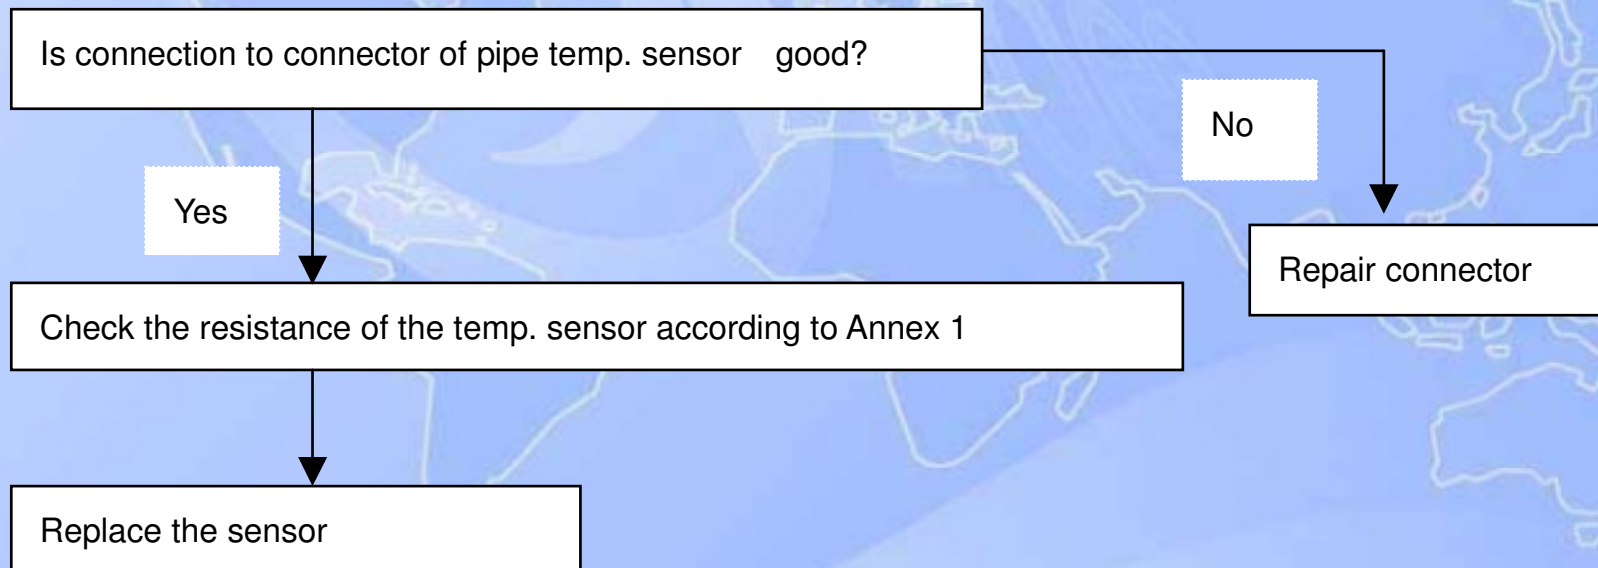 Is connection to connector of pipe temp. sensor good?
No
Yes
Repair connector
Check the resistance of the temp. sensor according to Annex 1
Replace the sensor